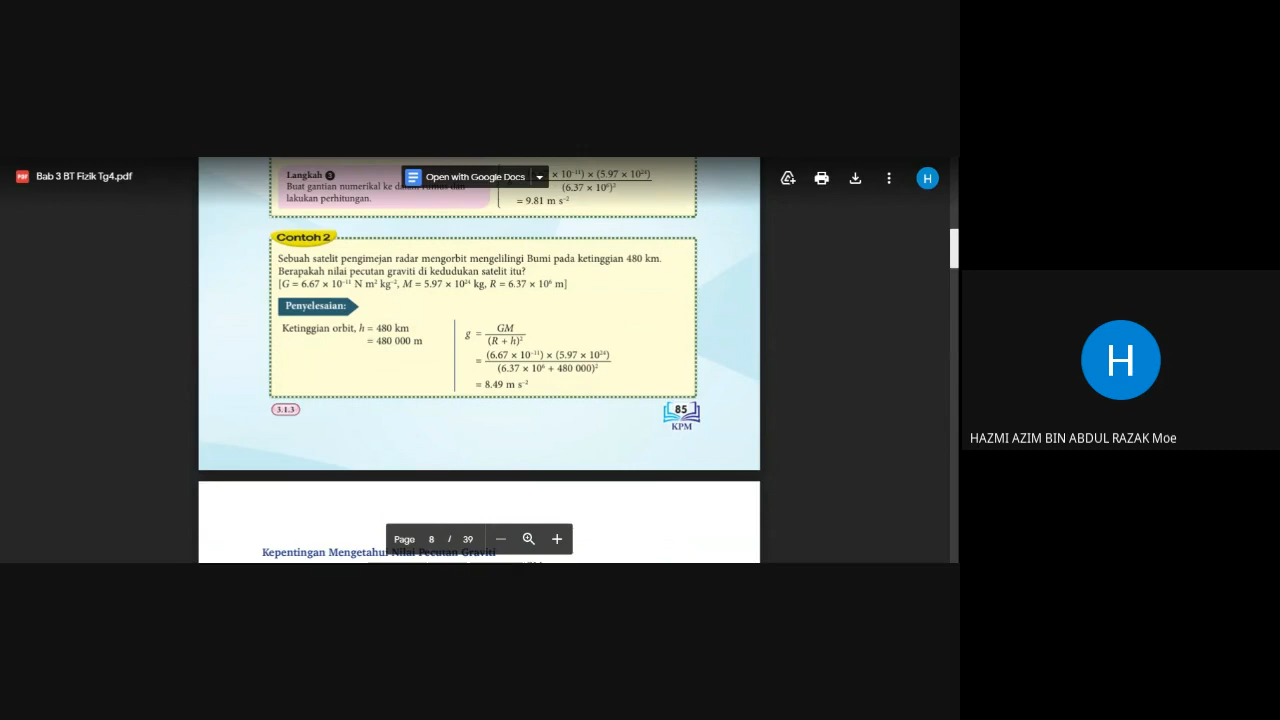 Bab 3 BT Fizik Tg4.pdf
Open with Google Docs
H
Langkah 3
Buat gantian numerikal ke dalam rumus dan
lakukan perhitungan.
× 10⁻¹¹) × (5.97 × 10²⁴)
(6.37 × 10⁶)²
= 9.81 m s⁻²
Contoh 2
Sebuah satelit pengimejan radar mengorbit mengelilingi Bumi pada ketinggian 480 km.
Berapakah nilai pecutan graviti di kedudukan satelit itu?
[G = 6.67 × 10⁻¹¹ N m² kg⁻², M = 5.97 × 10²⁴ kg, R = 6.37 × 10⁶ m]
Penyelesaian:
Ketinggian orbit, h = 480 km
= 480 000 m
g = GM
(R + h)²
= (6.67 × 10⁻¹¹) × (5.97 × 10²⁴)
(6.37 × 10⁶ + 480 000)²
= 8.49 m s⁻²
3.1.3
85
KPM
Page 8 / 39
Kepentingan Mengetahui Nilai Pecutan Graviti
H
HAZMI AZIM BIN ABDUL RAZAK Moe